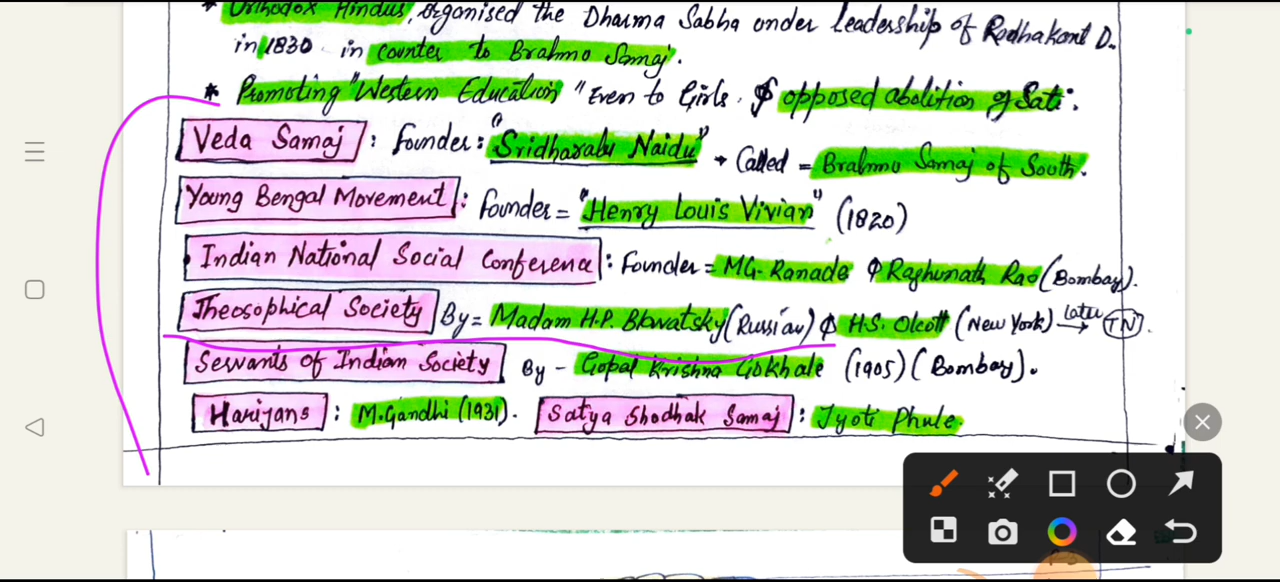 * Orthodox Hindus, organised the Dharma Sabha under leadership of Radhakant D.
in 1830 in counter to Brahmo Samaj.
* Promoting "Western Education" Even to Girls. & opposed abolition of Sati.
Veda Samaj : Founder : "Sridharalu Naidu" → Called = Brahmo Samaj of South.
Young Bengal Movement : Founder = "Henry Louis Vivian" (1820)
Indian National Social Conference : Founder = MG. Ranade & Raghunath Rao (Bombay).
Theosophical Society By = Madam H.P. Blavatsky (Russian) & H.S. Olcott (New York) later → (TN).
Servants of Indian Society By - Gopal Krishna Gokhale (1905) (Bombay).
Harijans : M.Gandhi (1931). Satya Shodhak Samaj : Jyoti Phule.